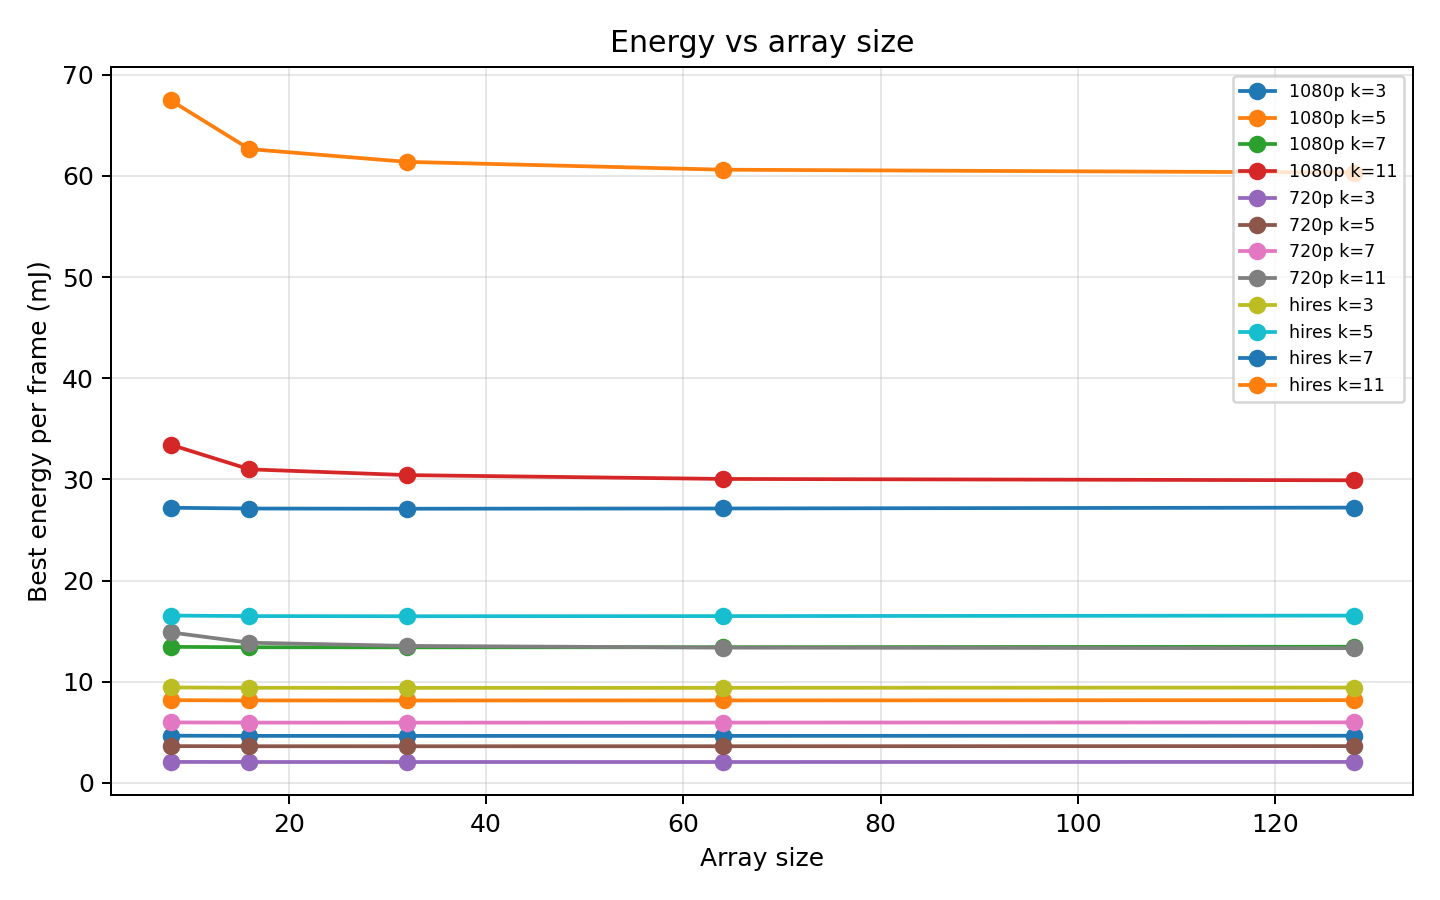 Energy vs array size
Best energy per frame (mJ)
70
60
50
40
30
20
10
0
20
40
60
80
100
120
Array size
1080p k=3
1080p k=5
1080p k=7
1080p k=11
720p k=3
720p k=5
720p k=7
720p k=11
hires k=3
hires k=5
hires k=7
hires k=11